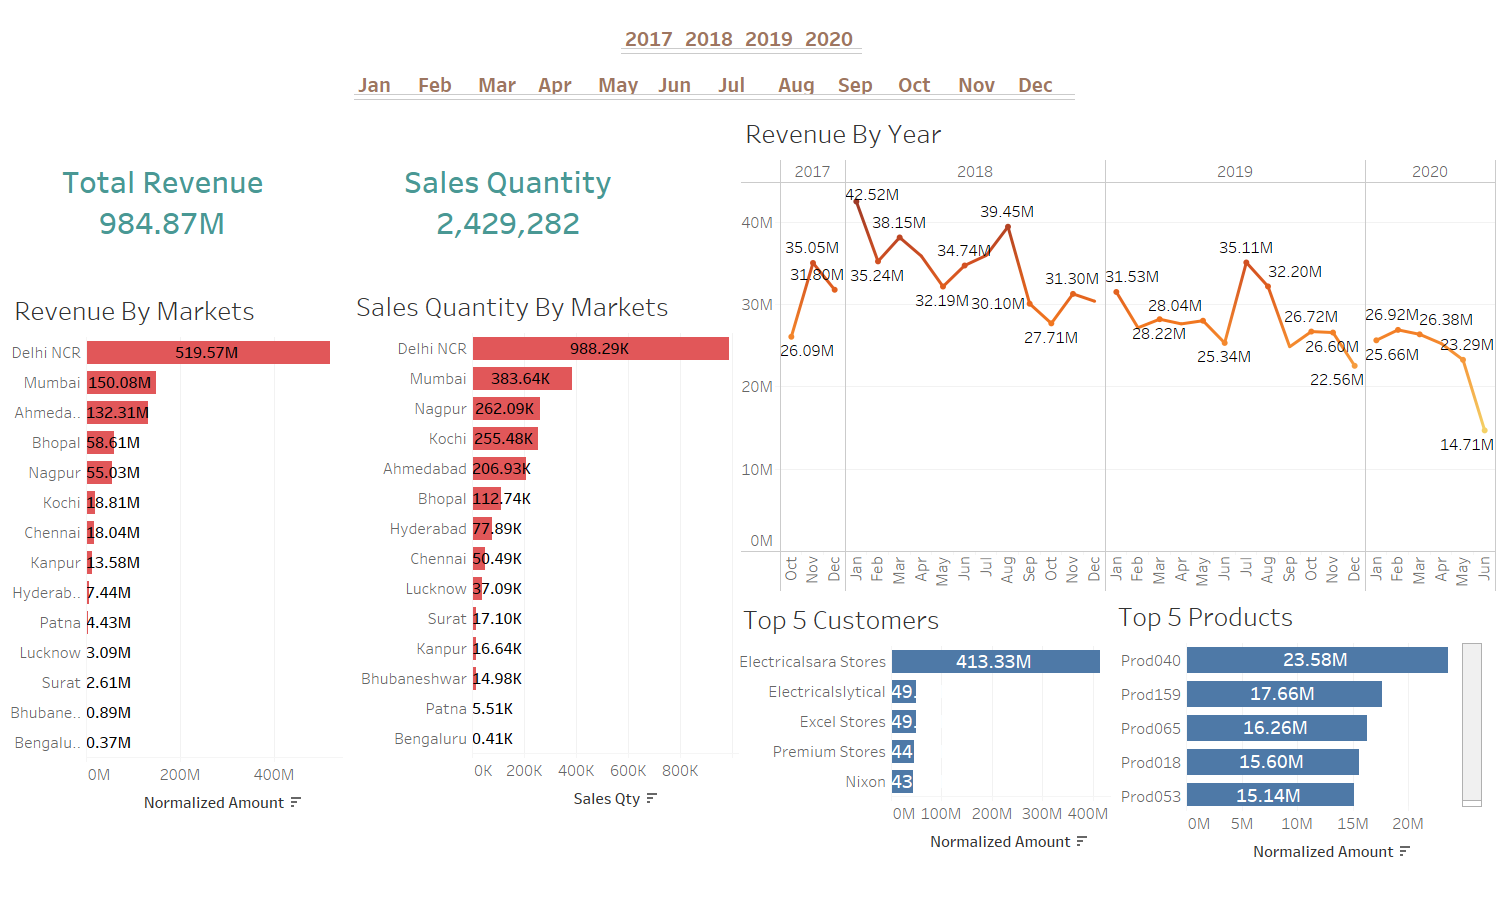 2017 2018 2019 2020
Jan Feb Mar Apr May Jun Jul Aug Sep Oct Nov Dec
Total Revenue
984.87M
Sales Quantity
2,429,282
Revenue By Markets
Delhi NCR 519.57M
Mumbai 150.08M
Ahmeda.. 132.31M
Bhopal 58.61M
Nagpur 55.03M
Kochi 18.81M
Chennai 18.04M
Kanpur 13.58M
Hyderab.. 7.44M
Patna 4.43M
Lucknow 3.09M
Surat 2.61M
Bhubane.. 0.89M
Bengalu.. 0.37M
0M 200M 400M
Normalized Amount
Sales Quantity By Markets
Delhi NCR 988.29K
Mumbai 383.64K
Nagpur 262.09K
Kochi 255.48K
Ahmedabad 206.93K
Bhopal 112.74K
Hyderabad 77.89K
Chennai 50.49K
Lucknow 37.09K
Surat 17.10K
Kanpur 16.64K
Bhubaneshwar 14.98K
Patna 5.51K
Bengaluru 0.41K
0K 200K 400K 600K 800K
Sales Qty
Revenue By Year
2017 2018 2019 2020
40M
30M
20M
10M
0M
26.09M
35.05M
31.80M
42.52M
35.24M
38.15M
32.19M
34.74M
39.45M
30.10M
27.71M
31.30M
31.53M
28.22M
28.04M
25.34M
35.11M
32.20M
26.72M
26.60M
22.56M
25.66M
26.92M
26.38M
23.29M
14.71M
Oct Nov Dec Jan Feb Mar Apr May Jun Jul Aug Sep Oct Nov Dec Jan Feb Mar Apr May Jun Jul Aug Sep Oct Nov Dec Jan Feb Mar Apr May Jun
Top 5 Customers
Electricalsara Stores 413.33M
Electricalslytical 49.
Excel Stores 49.
Premium Stores 44
Nixon 43
0M 100M 200M 300M 400M
Normalized Amount
Top 5 Products
Prod040 23.58M
Prod159 17.66M
Prod065 16.26M
Prod018 15.60M
Prod053 15.14M
0M 5M 10M 15M 20M
Normalized Amount